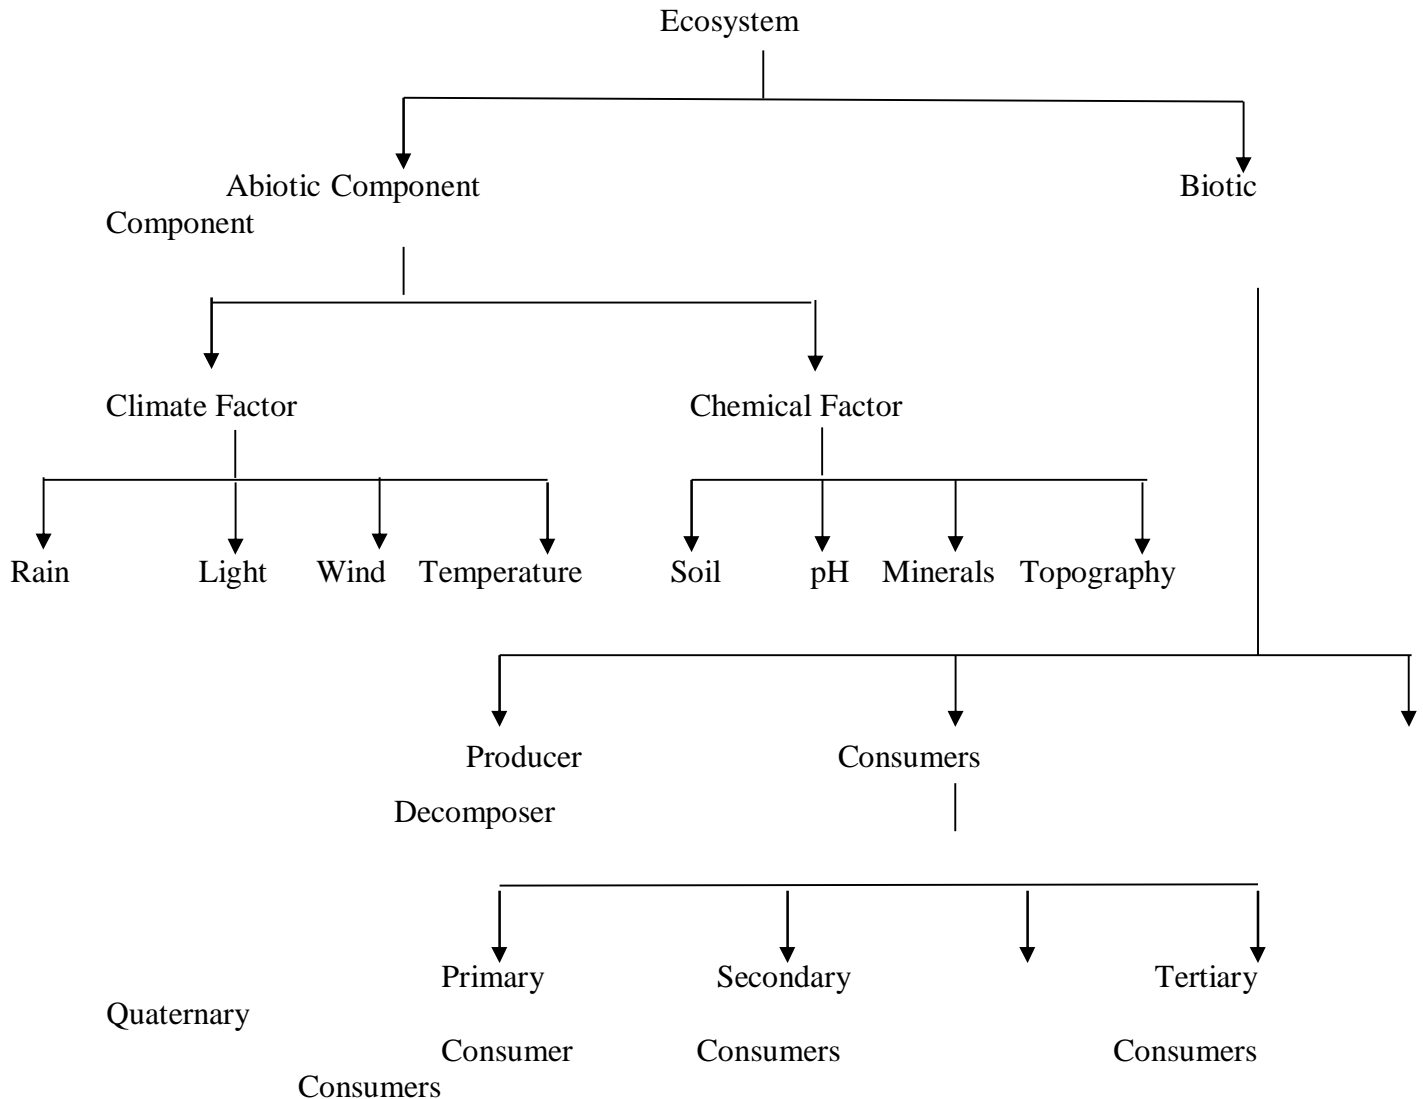 Ecosystem
Abiotic Component Biotic
Component
Climate Factor Chemical Factor
Rain Light Wind Temperature Soil pH Minerals Topography
Producer Consumers
Decomposer
Primary Secondary Tertiary
Quaternary
Consumer Consumers Consumers
Consumers